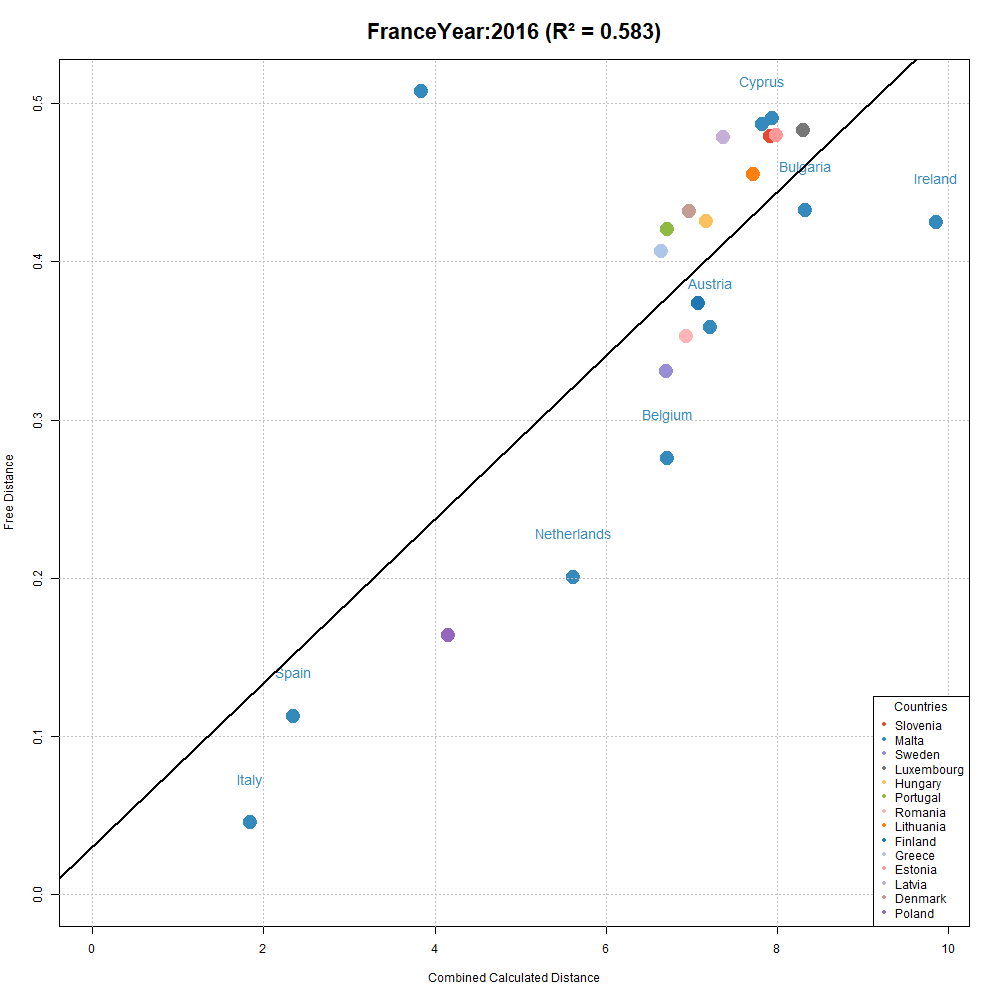 FranceYear:2016 (R² = 0.583)
Cyprus
Bulgaria
Ireland
Austria
Belgium
Netherlands
Spain
Italy
0.5
0.4
0.3
0.2
0.1
0.0
Free Distance
0
2
4
6
8
10
Combined Calculated Distance
Countries
Slovenia
Malta
Sweden
Luxembourg
Hungary
Portugal
Romania
Lithuania
Finland
Greece
Estonia
Latvia
Denmark
Poland